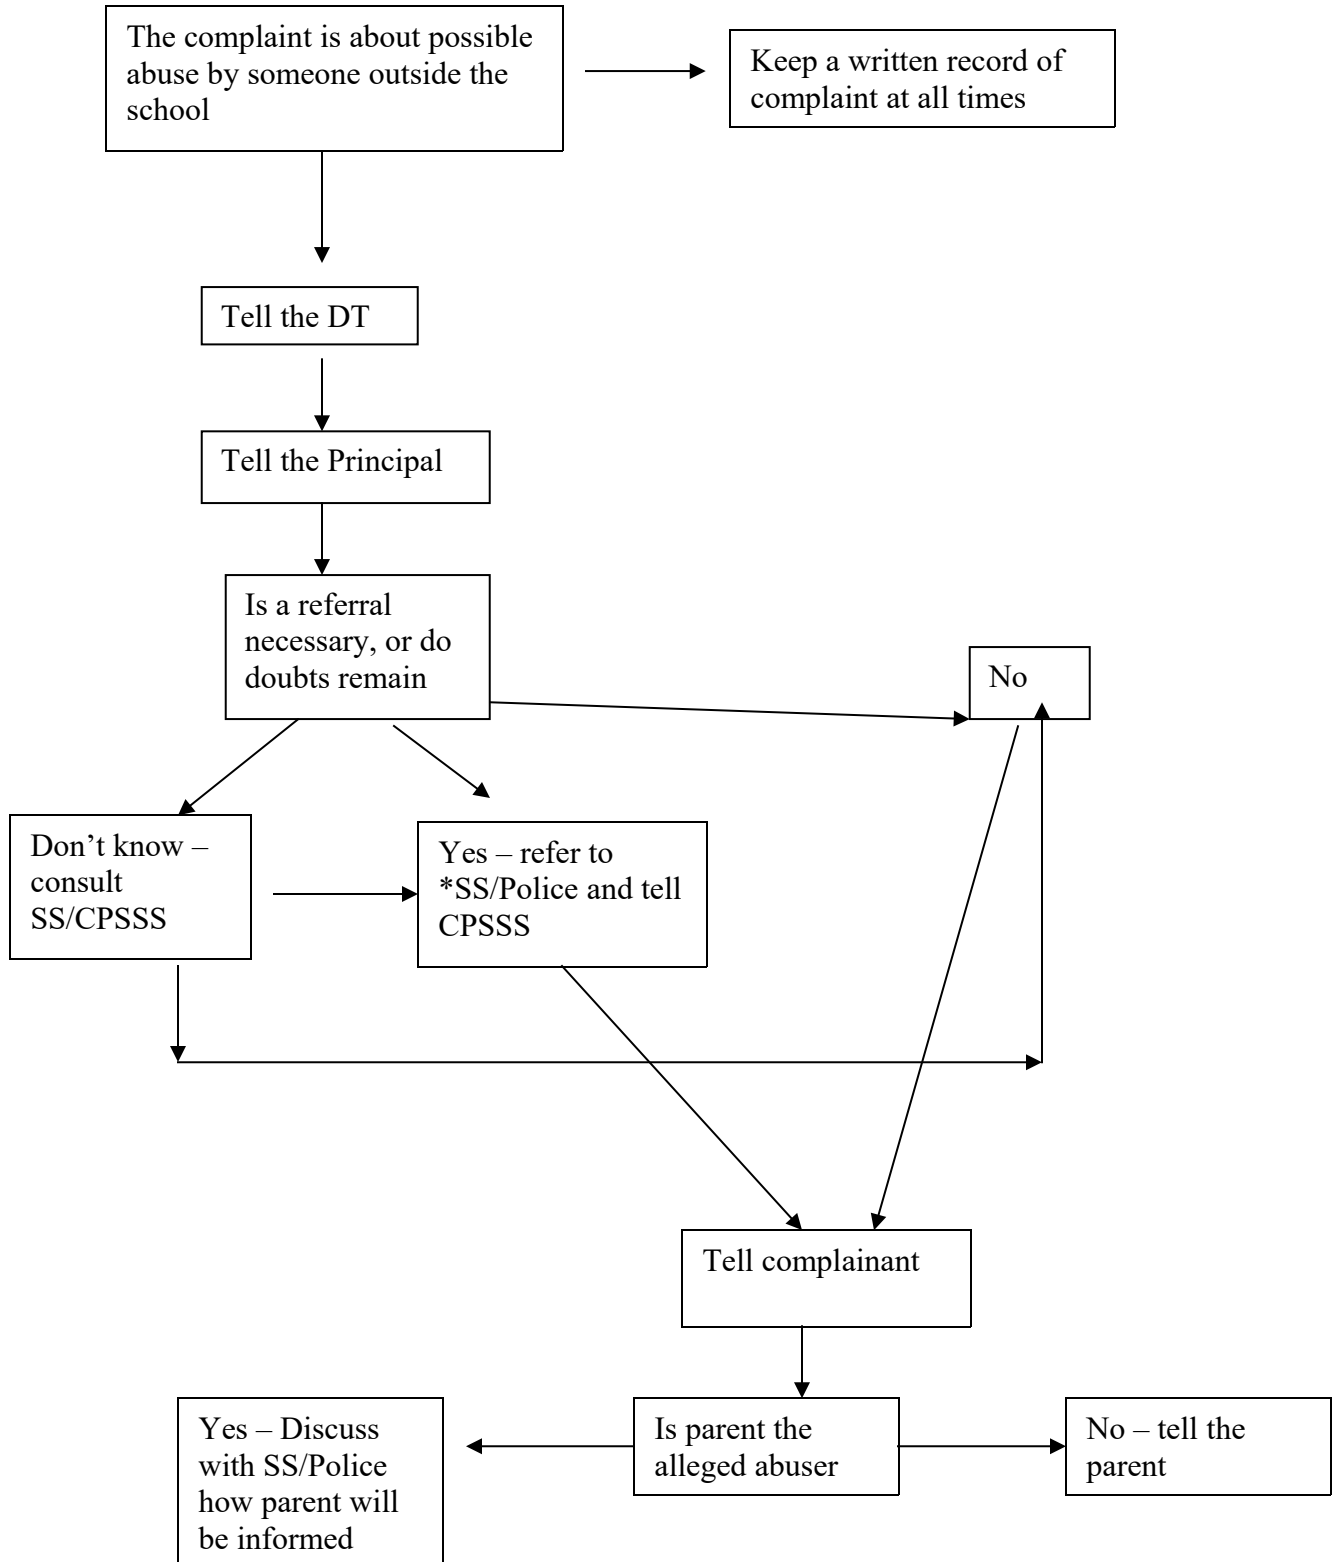 The complaint is about possible
abuse by someone outside the
school
Keep a written record of
complaint at all times
Tell the DT
Tell the Principal
Is a referral
necessary, or do
doubts remain
No
Don’t know –
consult
SS/CPSSS
Yes – refer to
*SS/Police and tell
CPSSS
Tell complainant
Yes – Discuss
with SS/Police
how parent will
be informed
Is parent the
alleged abuser
No – tell the
parent